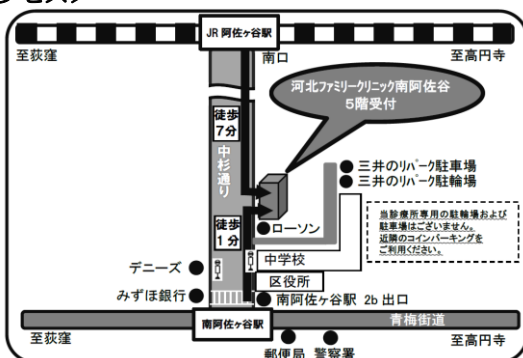 JR 阿佐ヶ谷駅
至荻窪
南口
至高円寺
河北ファミリークリニック南阿佐谷
5階受付
徒歩
7分
中杉通り
三井のリパーク駐車場
三井のリパーク駐輪場
徒歩
1分
ローソン
当診療所専用の駐輪場および
駐車場はございません。
近隣のコインパーキングを
ご利用ください。
中学校
デニーズ
区役所
みずほ銀行
南阿佐ヶ谷駅 2b 出口
南阿佐ヶ谷駅
青梅街道
至荻窪
至高円寺
郵便局
警察署